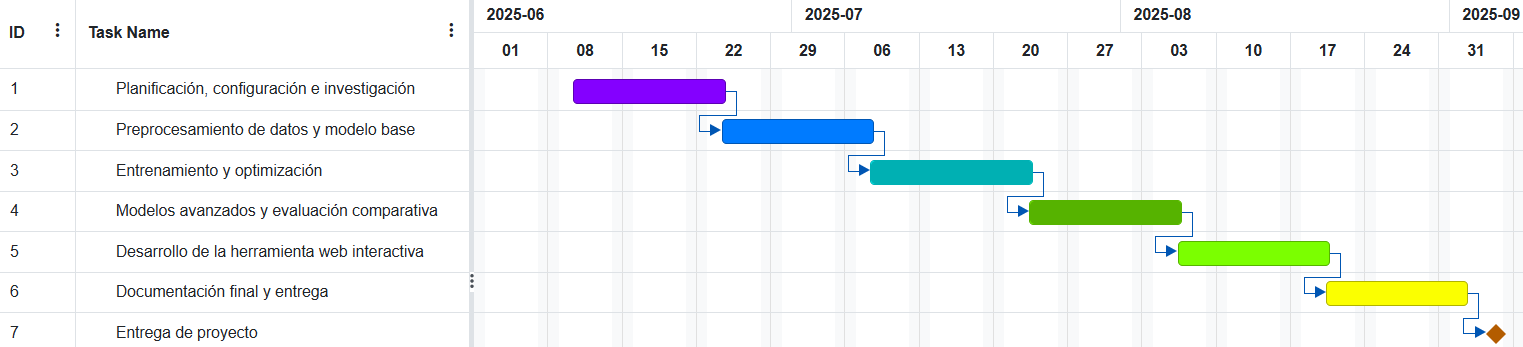 2025-06 2025-07 2025-08 2025-09
ID Task Name
01 08 15 22 29 06 13 20 27 03 10 17 24 31
1 Planificación, configuración e investigación
2 Preprocesamiento de datos y modelo base
3 Entrenamiento y optimización
4 Modelos avanzados y evaluación comparativa
5 Desarrollo de la herramienta web interactiva
6 Documentación final y entrega
7 Entrega de proyecto